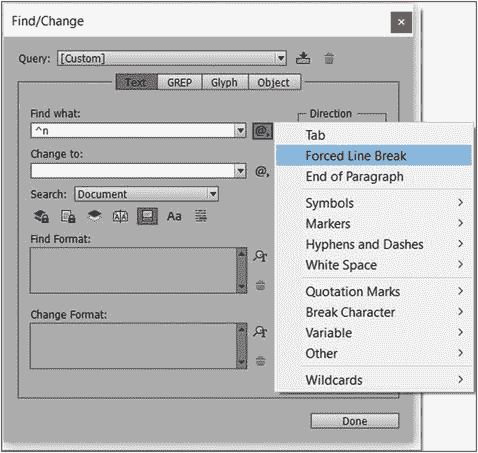 Find/Change
Query: [Custom]
Text GREP Glyph Object
Find what: Direction
^n @
Tab
Change to: Forced Line Break
@ End of Paragraph
Search: Document
Symbols
Aa Markers
Find Format: Hyphens and Dashes
T White Space
Quotation Marks
Change Format: Break Character
T Variable
Other
Wildcards
Done